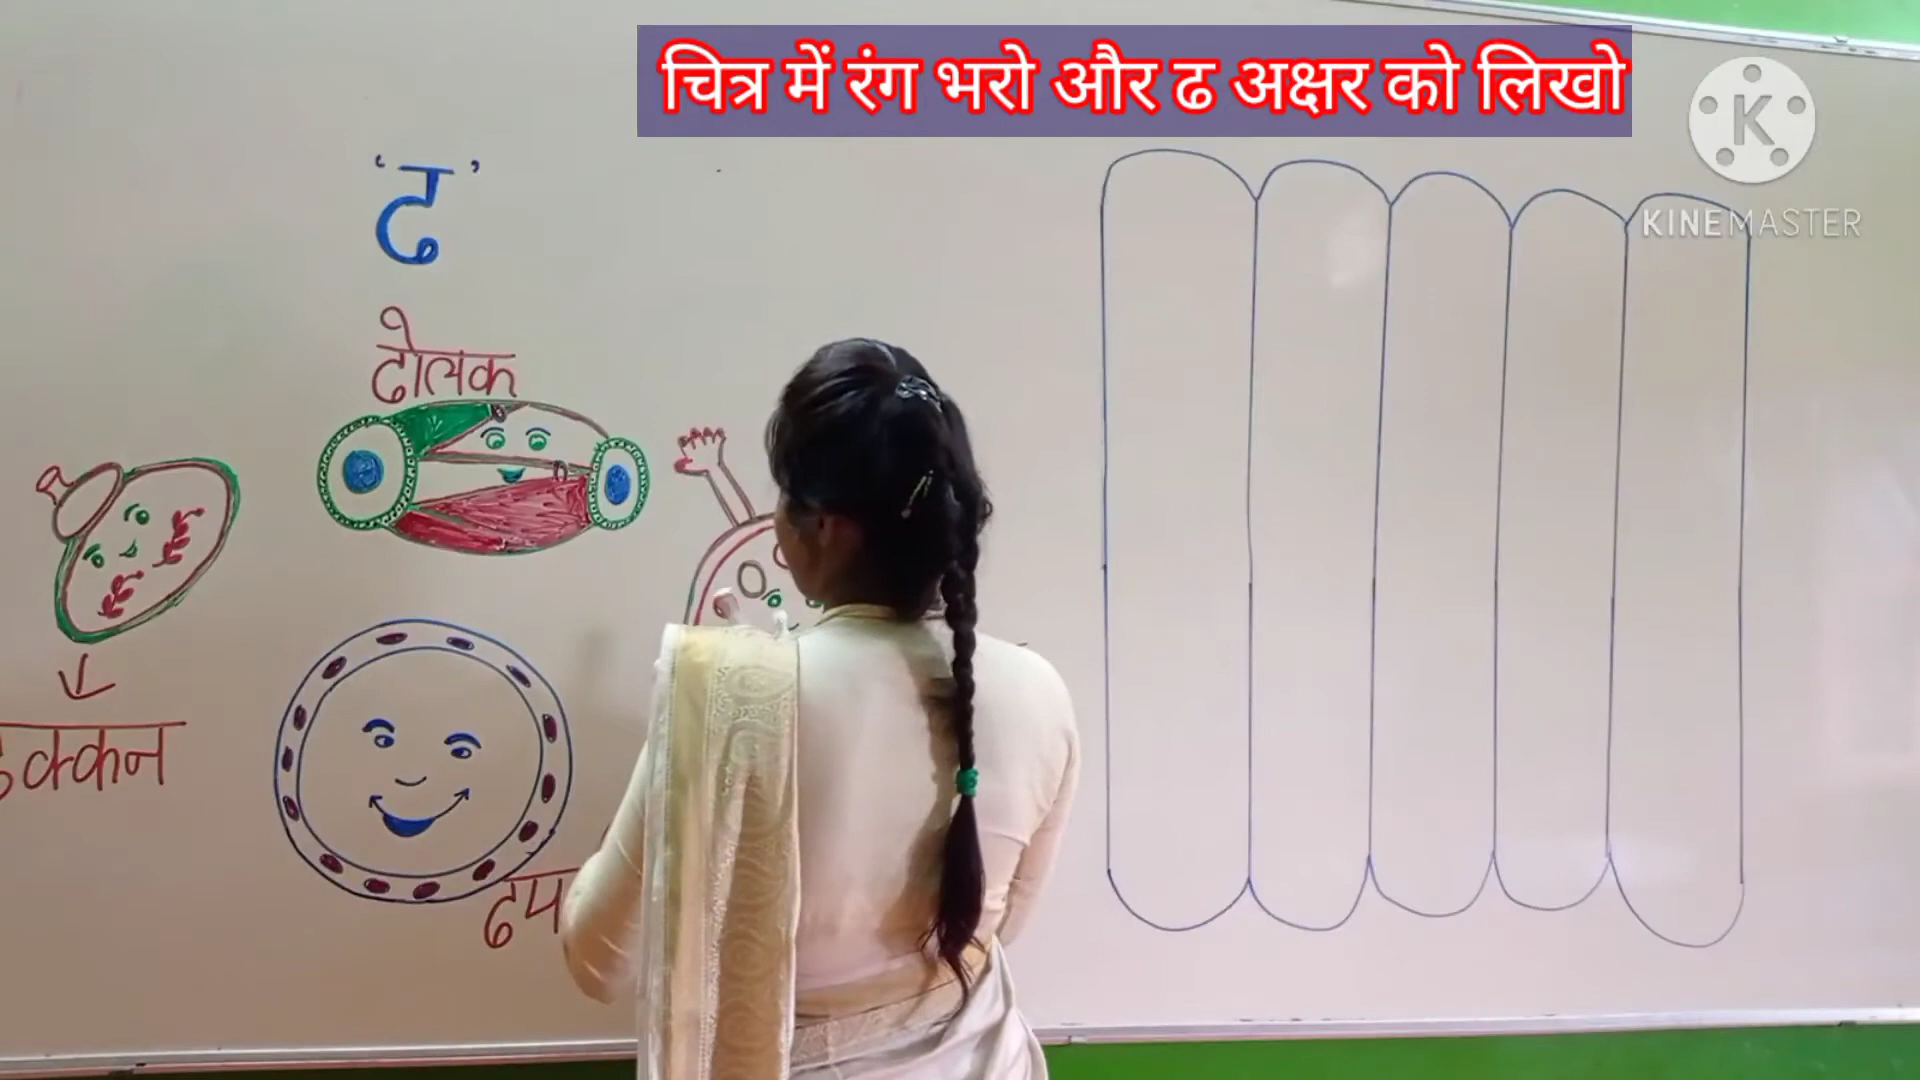 चित्र में रंग भरो और ढ अक्षर को लिखो
K
KINEMASTER
'ढ'
ढोलक
ढक्कन